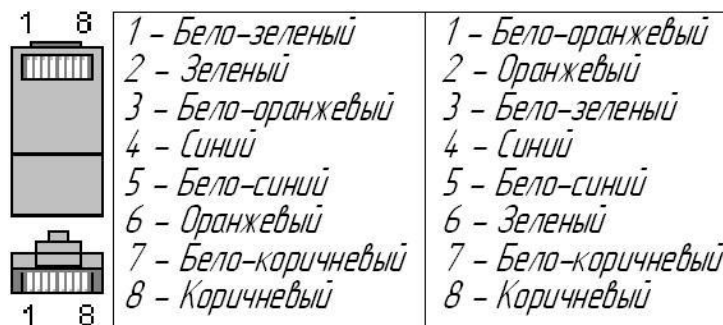 1 8
1 8
1 - Бело-зеленый
2 - Зеленый
3 - Бело-оранжевый
4 - Синий
5 - Бело-синий
6 - Оранжевый
7 - Бело-коричневый
8 - Коричневый
1 - Бело-оранжевый
2 - Оранжевый
3 - Бело-зеленый
4 - Синий
5 - Бело-синий
6 - Зеленый
7 - Бело-коричневый
8 - Коричневый